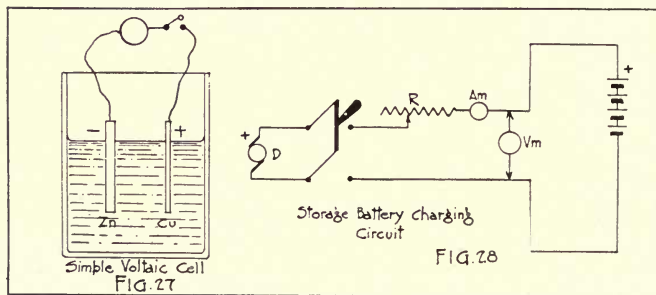 − +
Zn Cu
Simple Voltaic Cell
FIG.27
+ D
R
Am
Vm
+
Storage Battery Charging
Circuit
FIG.28